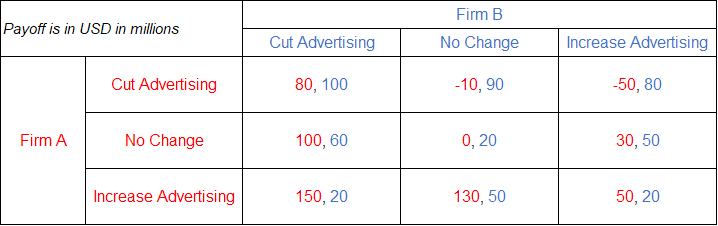 Payoff is in USD in millions
Firm B
Cut Advertising No Change Increase Advertising
Firm A
Cut Advertising 80, 100 -10, 90 -50, 80
No Change 100, 60 0, 20 30, 50
Increase Advertising 150, 20 130, 50 50, 20